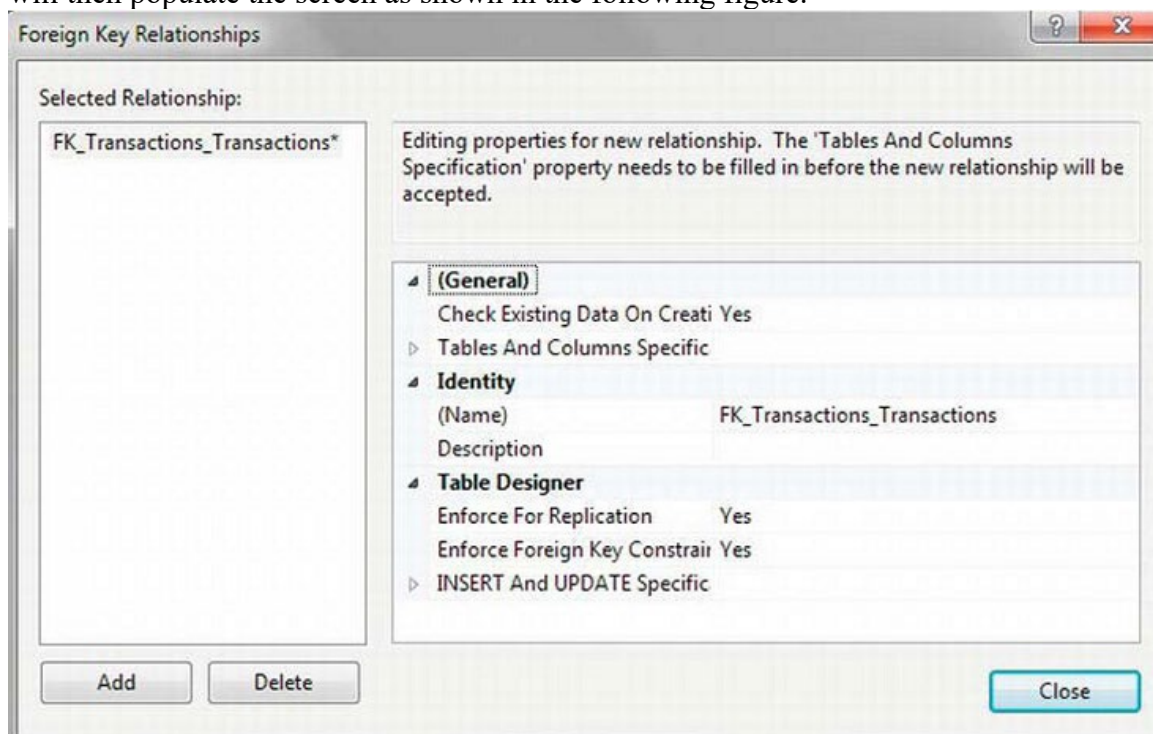 will then populate the screen as shown in the following figure.
Foreign Key Relationships
Selected Relationship:
FK_Transactions_Transactions*
Editing properties for new relationship. The 'Tables And Columns
Specification' property needs to be filled in before the new relationship will be
accepted.
(General)
Check Existing Data On Creati Yes
Tables And Columns Specific
Identity
(Name) FK_Transactions_Transactions
Description
Table Designer
Enforce For Replication Yes
Enforce Foreign Key Constrair Yes
INSERT And UPDATE Specific
Add Delete
Close